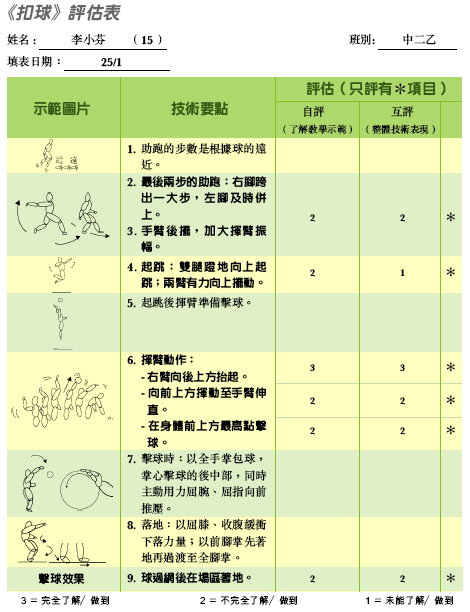 《扣球》評估表
姓名： 李小芬 （ 15 ） 班別： 中二乙
填表日期： 25/1
示範圖片 技術要點 評估（只評有＊項目）
自評 互評
（了解教學示範） （整體技術表現）
近 遠
1. 助跑的步數是根據球的遠
近。
2. 最後兩步的助跑：右腳跨
出一大步，左腳及時併
上。
3. 手臂後擺，加大揮臂振
幅。
2 2 ＊
4. 起跳：雙腿蹬地向上起
跳；兩臂有力向上擺動。
2 1 ＊
5. 起跳後揮臂準備擊球。
6. 揮臂動作：
- 右臂向後上方抬起。
3 3 ＊
- 向前上方揮動至手臂伸
直。
2 2 ＊
- 在身體前上方最高點擊
球。
2 2 ＊
7. 擊球時：以全手掌包球，
掌心擊球的後中部，同時
主動用力屈腕、屈指向前
推壓。
8. 落地：以屈膝、收腹緩衝
下落力量；以前腳掌先著
地再過渡至全腳掌。
擊球效果 9. 球過網後在場區著地。 2 2 ＊
3 = 完全了解/ 做到 2 = 不完全了解/ 做到 1 = 未能了解/ 做到